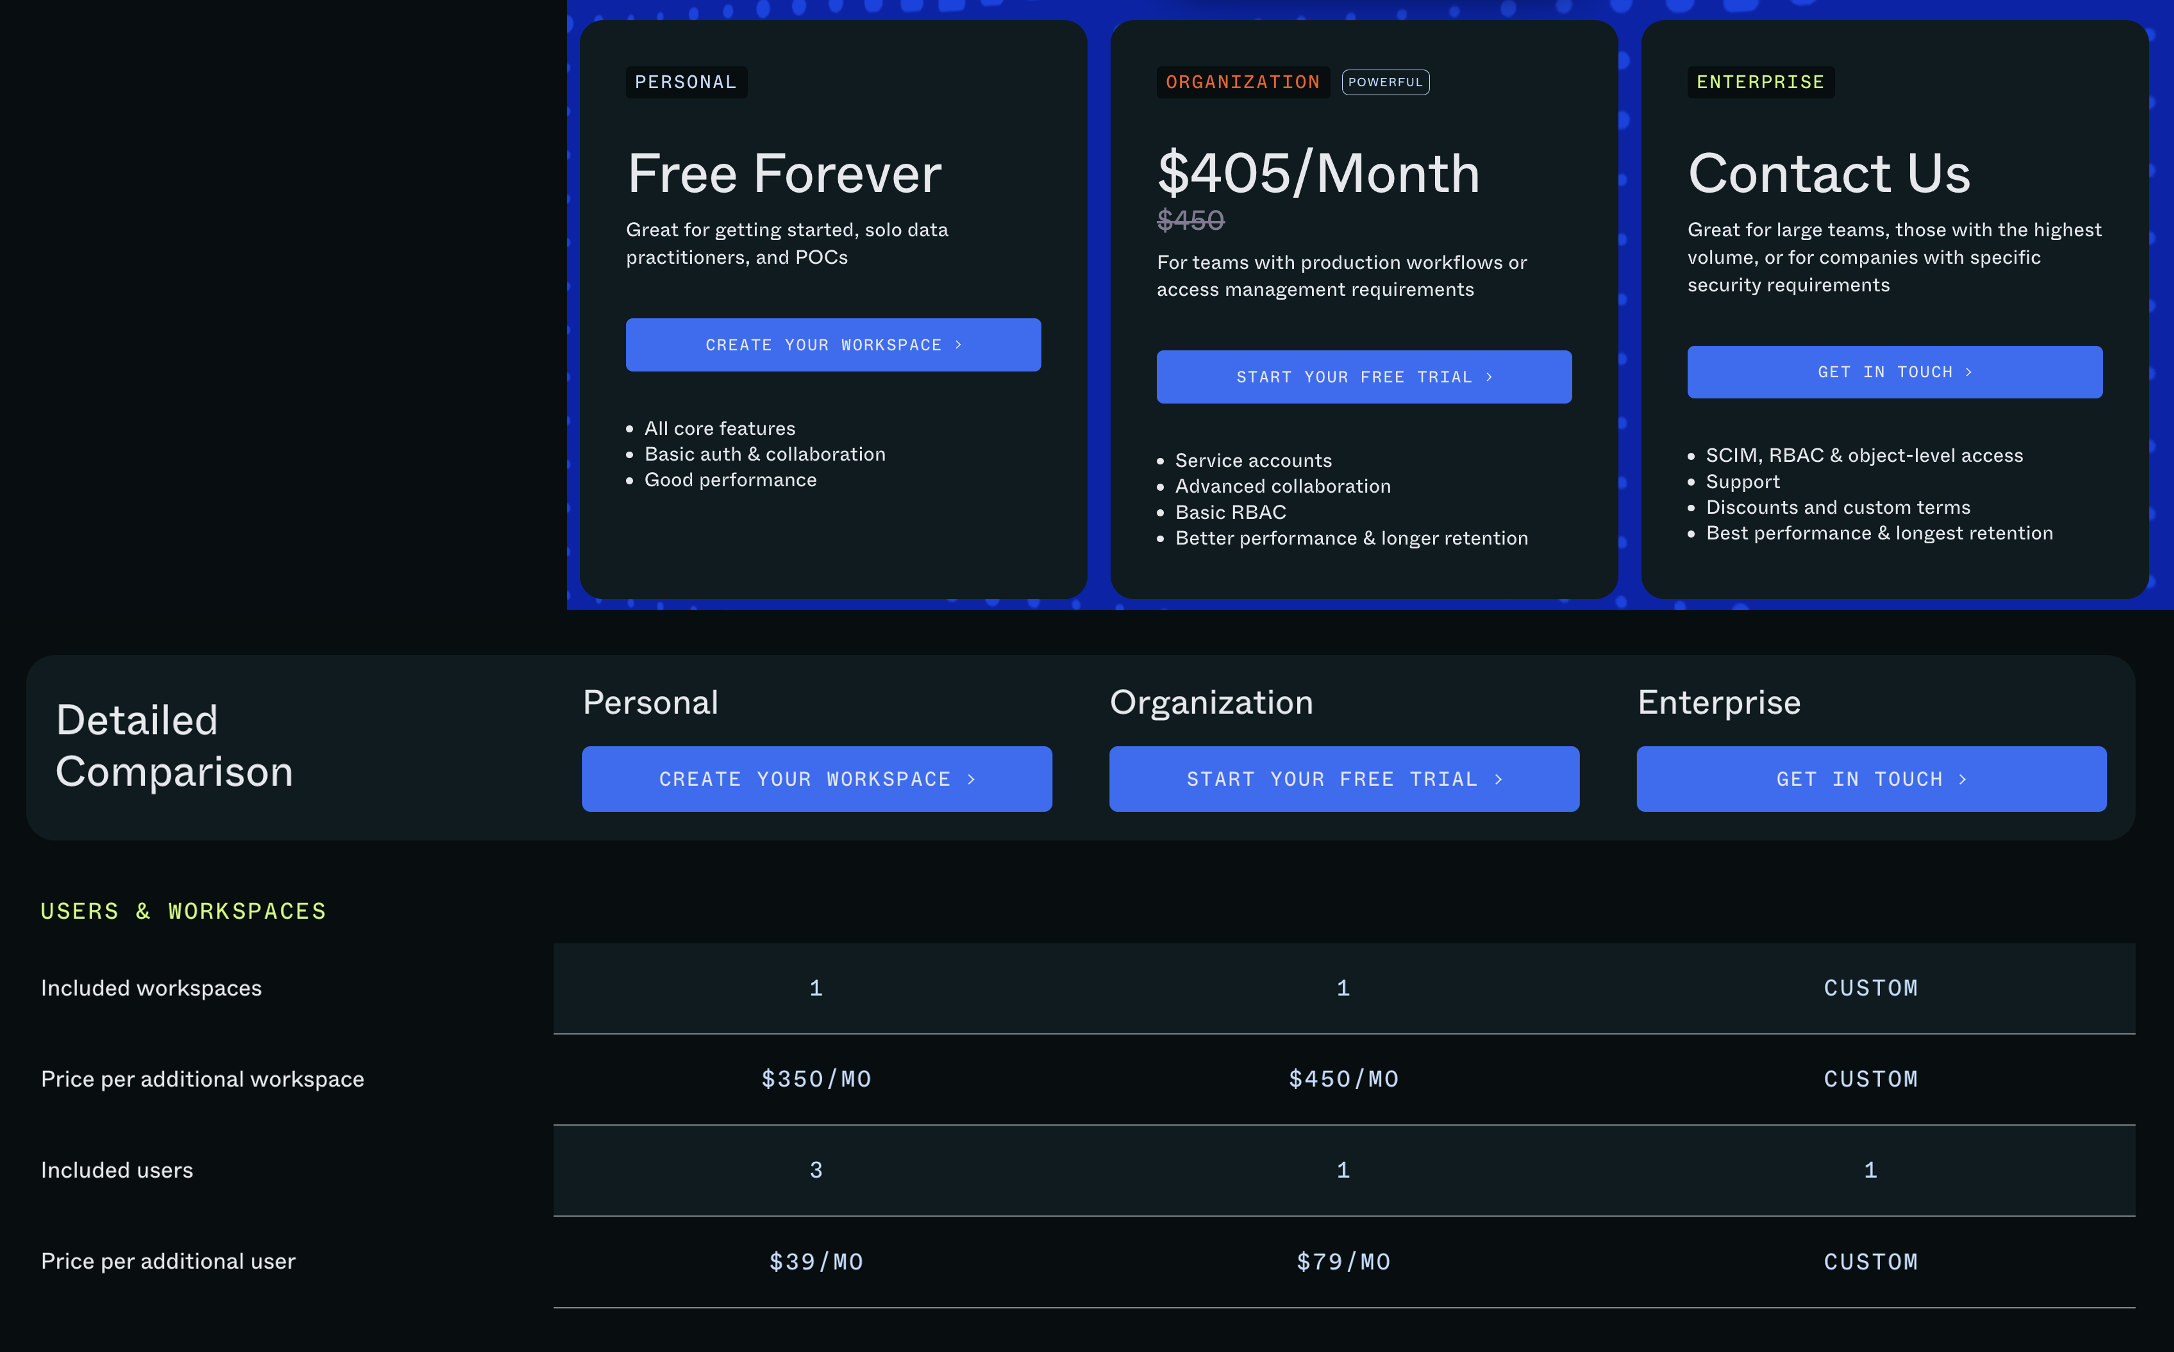 PERSONAL
Free Forever
Great for getting started, solo data
practitioners, and POCs
CREATE YOUR WORKSPACE >
• All core features
• Basic auth & collaboration
• Good performance
ORGANIZATION POWERFUL
$405/Month
$450
For teams with production workflows or
access management requirements
START YOUR FREE TRIAL >
• Service accounts
• Advanced collaboration
• Basic RBAC
• Better performance & longer retention
ENTERPRISE
Contact Us
Great for large teams, those with the highest
volume, or for companies with specific
security requirements
GET IN TOUCH >
• SCIM, RBAC & object-level access
• Support
• Discounts and custom terms
• Best performance & longest retention
Detailed
Comparison
Personal
CREATE YOUR WORKSPACE >
Organization
START YOUR FREE TRIAL >
Enterprise
GET IN TOUCH >
USERS & WORKSPACES
Included workspaces 1 1 CUSTOM
Price per additional workspace $350/MO $450/MO CUSTOM
Included users 3 1 1
Price per additional user $39/MO $79/MO CUSTOM